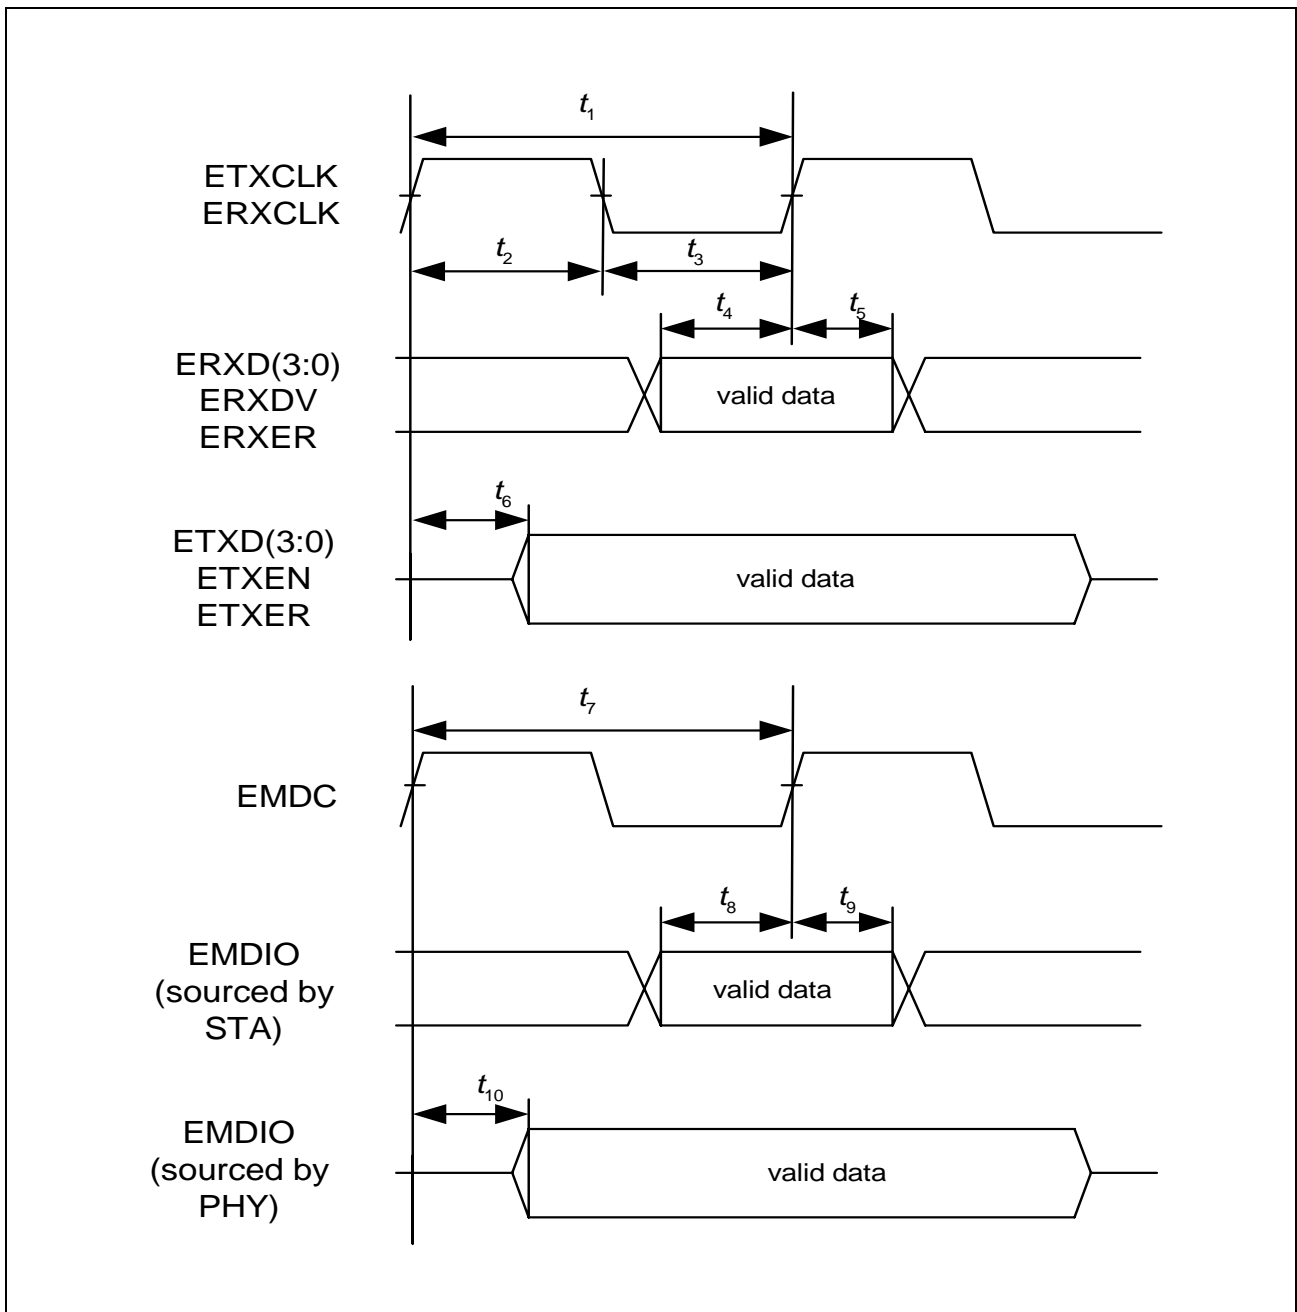 t1
ETXCLK
ERXCLK
t2
t3
t4
t5
ERXD(3:0)
ERXDV
ERXER
valid data
t6
ETXD(3:0)
ETXEN
ETXER
valid data
t7
EMDC
t8
t9
EMDIO
(sourced by
STA)
valid data
t10
EMDIO
(sourced by
PHY)
valid data